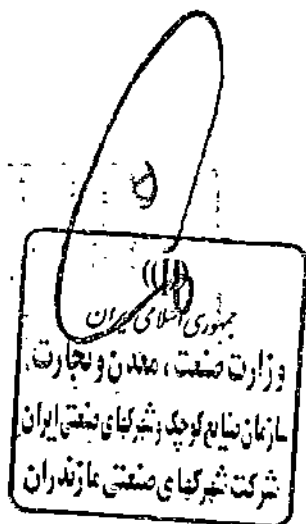 جمهوری اسلامی ایران
وزارت صنعت ، معدن و تجارت
سازمان صنایع کوچک و شهرکهای صنعتی ایران
شرکت شهرکهای صنعتی مازندران